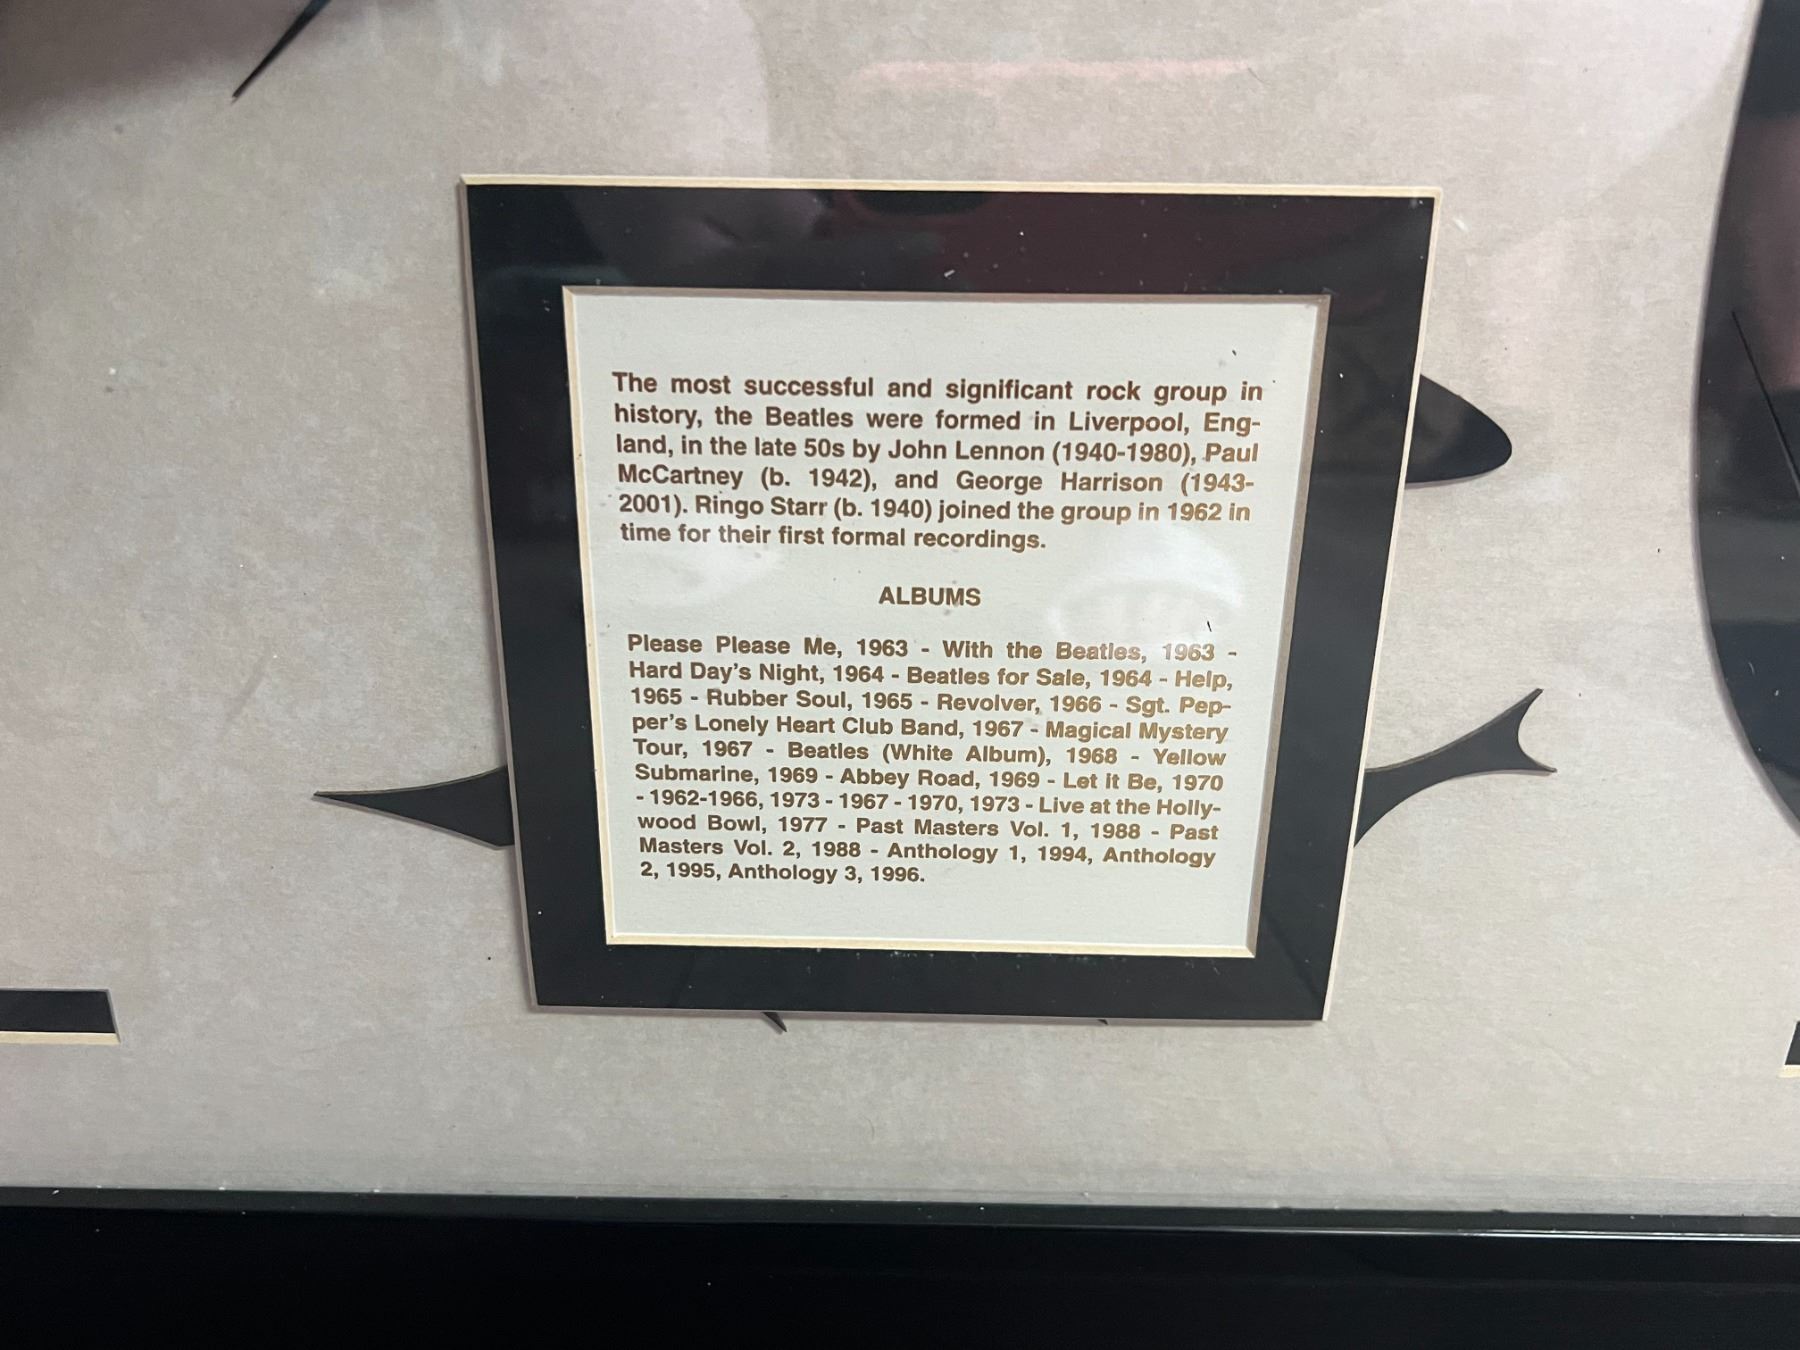 The most successful and significant rock group in
history, the Beatles were formed in Liverpool, Eng-
land, in the late 50s by John Lennon (1940-1980), Paul
McCartney (b. 1942), and George Harrison (1943-
2001). Ringo Starr (b. 1940) joined the group in 1962 in
time for their first formal recordings.
ALBUMS
Please Please Me, 1963 - With the Beatles, 1963 -
Hard Day's Night, 1964 - Beatles for Sale, 1964 - Help,
1965 - Rubber Soul, 1965 - Revolver, 1966 - Sgt. Pep-
per's Lonely Heart Club Band, 1967 - Magical Mystery
Tour, 1967 - Beatles (White Album), 1968 - Yellow
Submarine, 1969 - Abbey Road, 1969 - Let it Be, 1970
- 1962-1966, 1973 - 1967 - 1970, 1973 - Live at the Holly-
wood Bowl, 1977 - Past Masters Vol. 1, 1988 - Past
Masters Vol. 2, 1988 - Anthology 1, 1994, Anthology
2, 1995, Anthology 3, 1996.